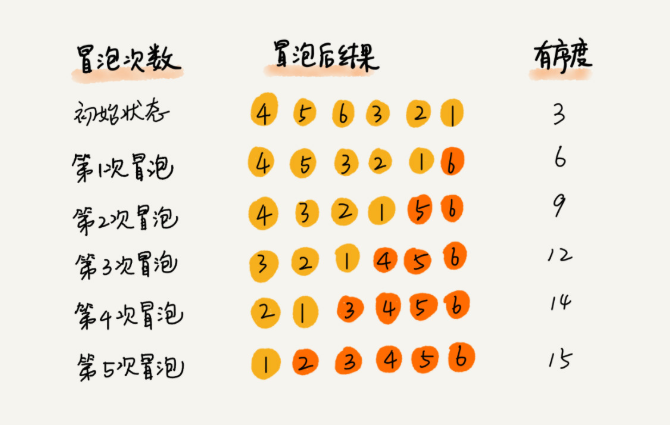 冒泡次数 冒泡后结果 有序度
初始状态 4 5 6 3 2 1 3
第1次冒泡 4 5 3 2 1 6 6
第2次冒泡 4 3 2 1 5 6 9
第3次冒泡 3 2 1 4 5 6 12
第4次冒泡 2 1 3 4 5 6 14
第5次冒泡 1 2 3 4 5 6 15